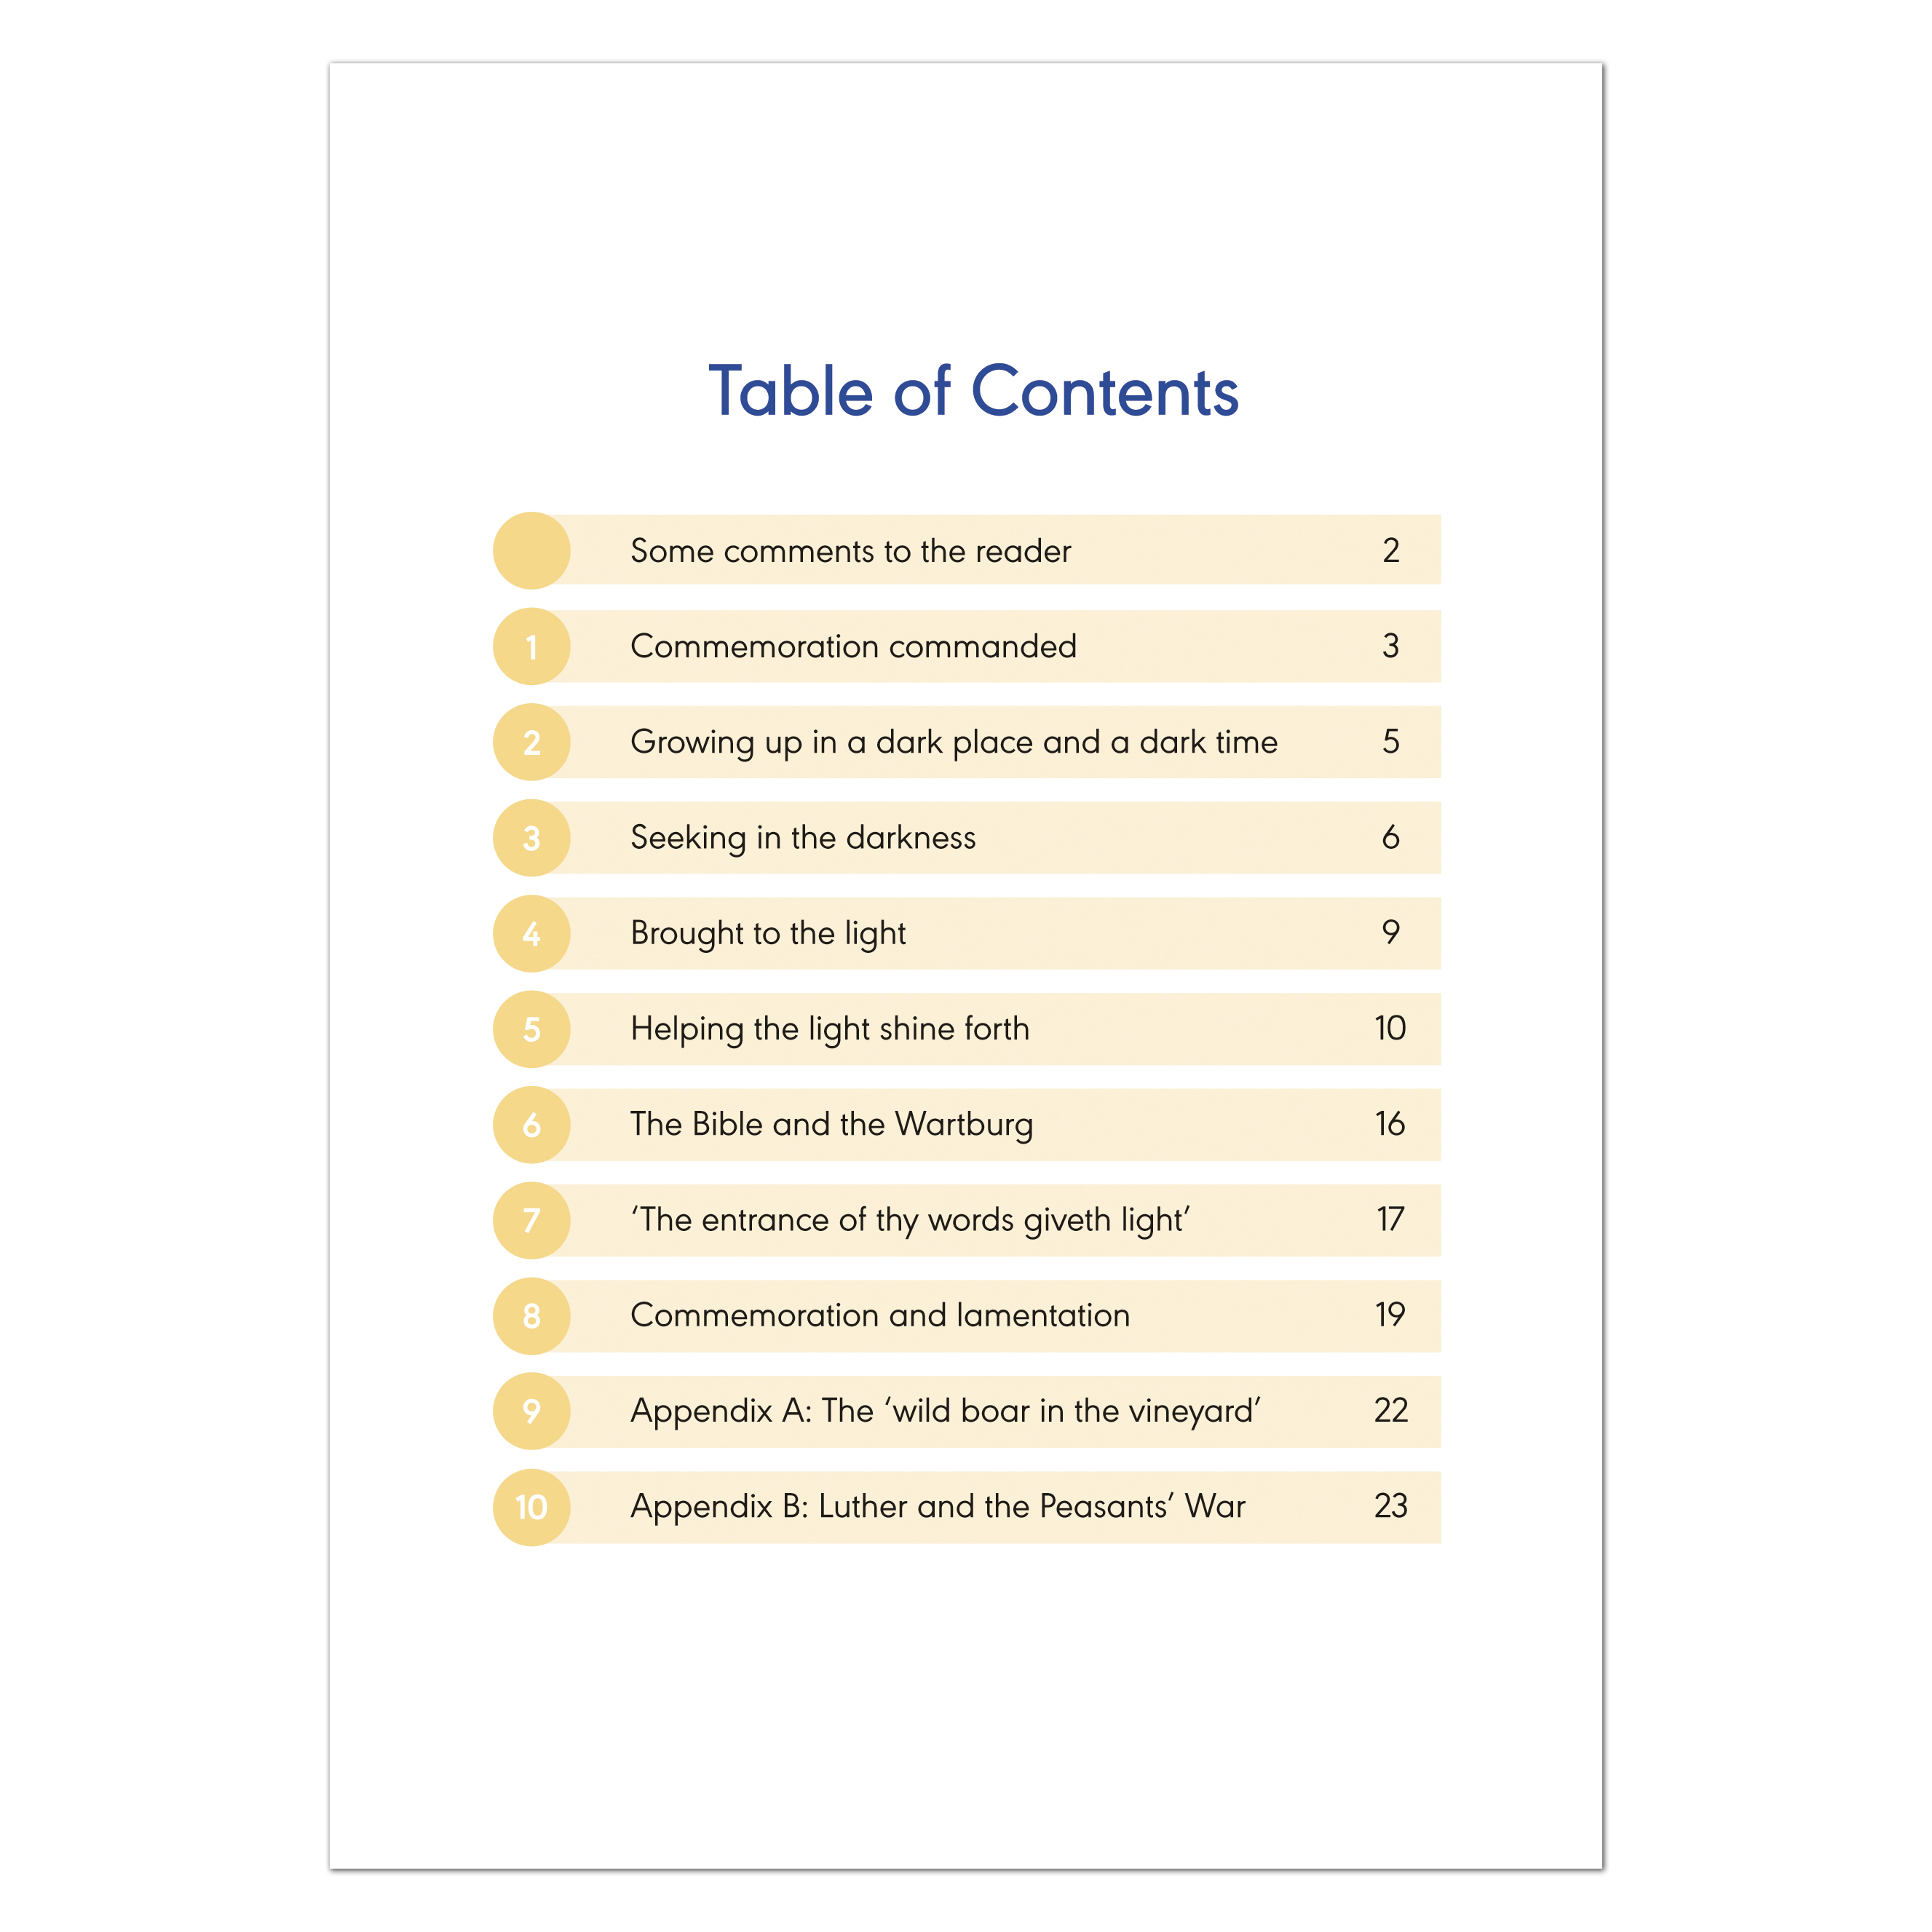 Table of Contents
Some comments to the reader 2
1 Commemoration commanded 3
2 Growing up in a dark place and a dark time 5
3 Seeking in the darkness 6
4 Brought to the light 9
5 Helping the light shine forth 10
6 The Bible and the Wartburg 16
7 ‘The entrance of thy words giveth light’ 17
8 Commemoration and lamentation 19
9 Appendix A: The ‘wild boar in the vineyard’ 22
10 Appendix B: Luther and the Peasants’ War 23